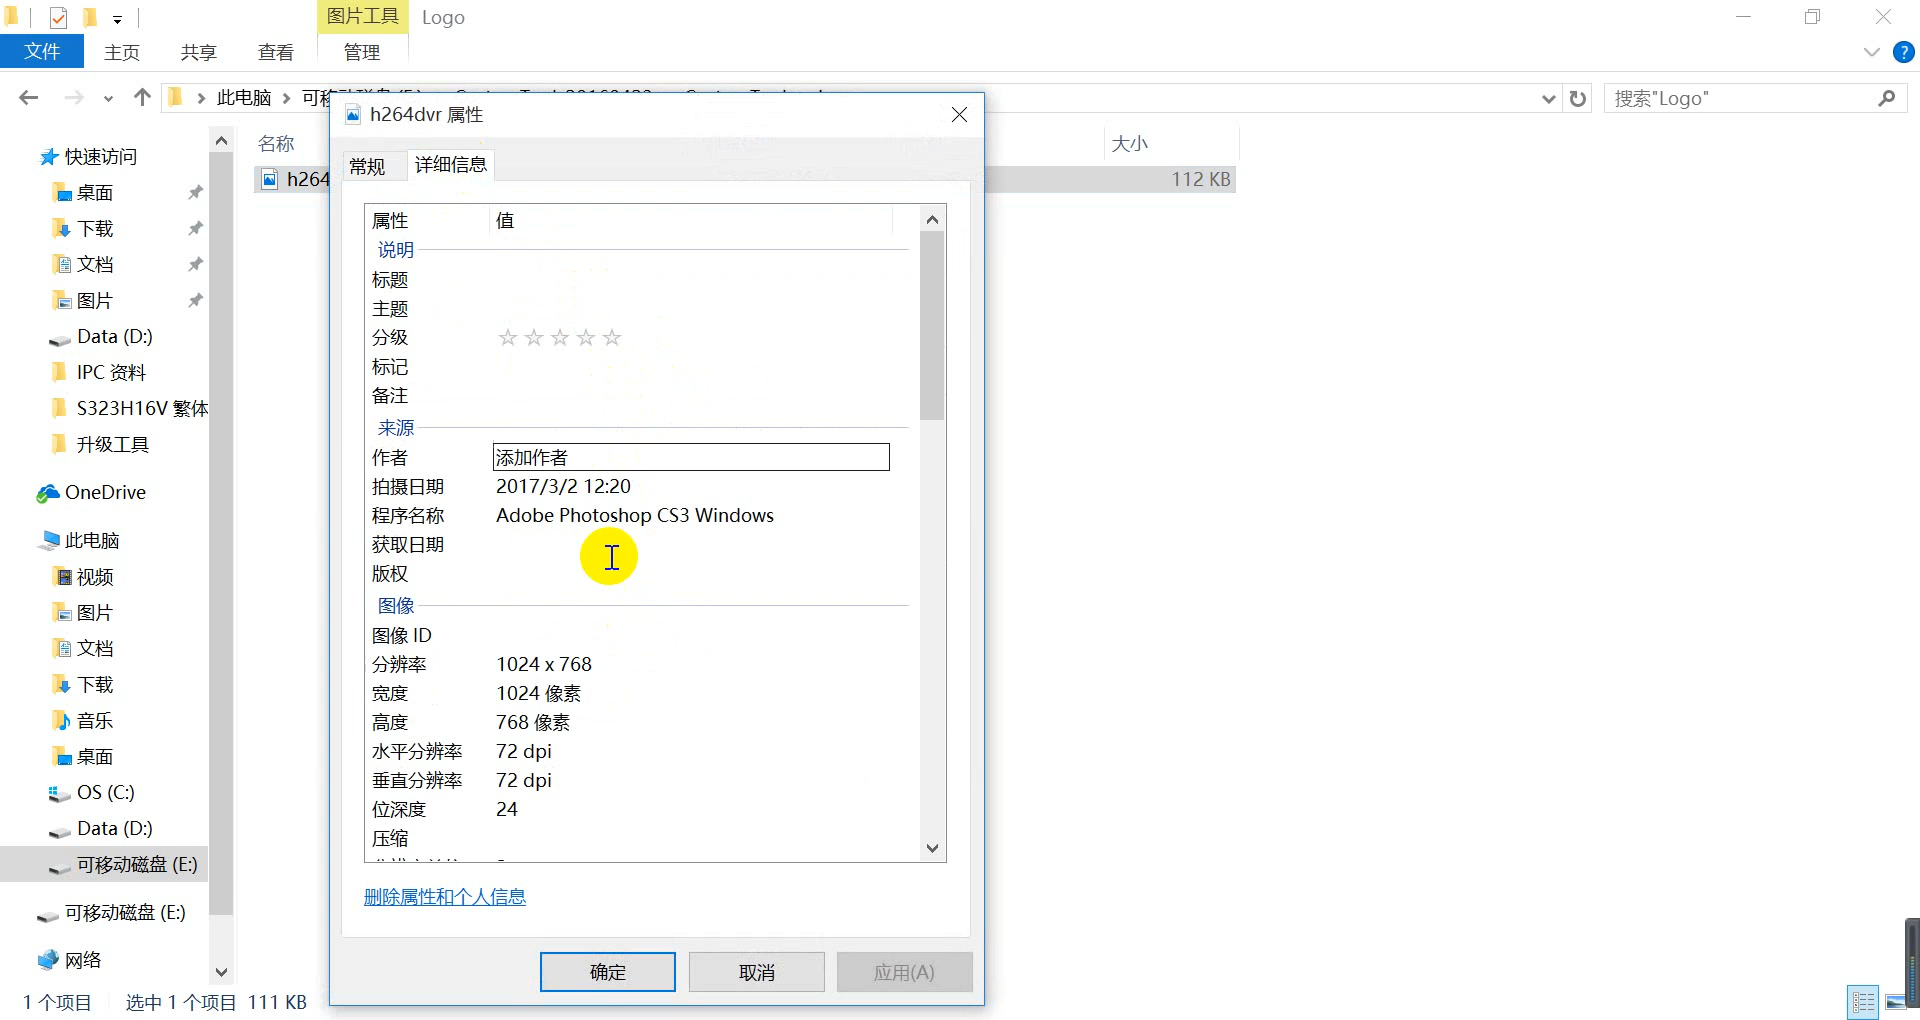 图片工具
Logo
文件
主页
共享
查看
管理
此电脑
搜索"Logo"
h264dvr 属性
常规
详细信息
名称
大小
h264
112 KB
属性
值
说明
标题
主题
分级
标记
备注
来源
作者
添加作者
拍摄日期
2017/3/2 12:20
程序名称
Adobe Photoshop CS3 Windows
获取日期
版权
图像
图像 ID
分辨率
1024 x 768
宽度
1024 像素
高度
768 像素
水平分辨率
72 dpi
垂直分辨率
72 dpi
位深度
24
压缩
删除属性和个人信息
确定
取消
应用(A)
快速访问
桌面
下载
文档
图片
Data (D:)
IPC 资料
S323H16V 繁体
升级工具
OneDrive
此电脑
视频
图片
文档
下载
音乐
桌面
OS (C:)
Data (D:)
可移动磁盘 (E:)
可移动磁盘 (E:)
网络
1 个项目
选中 1 个项目 111 KB